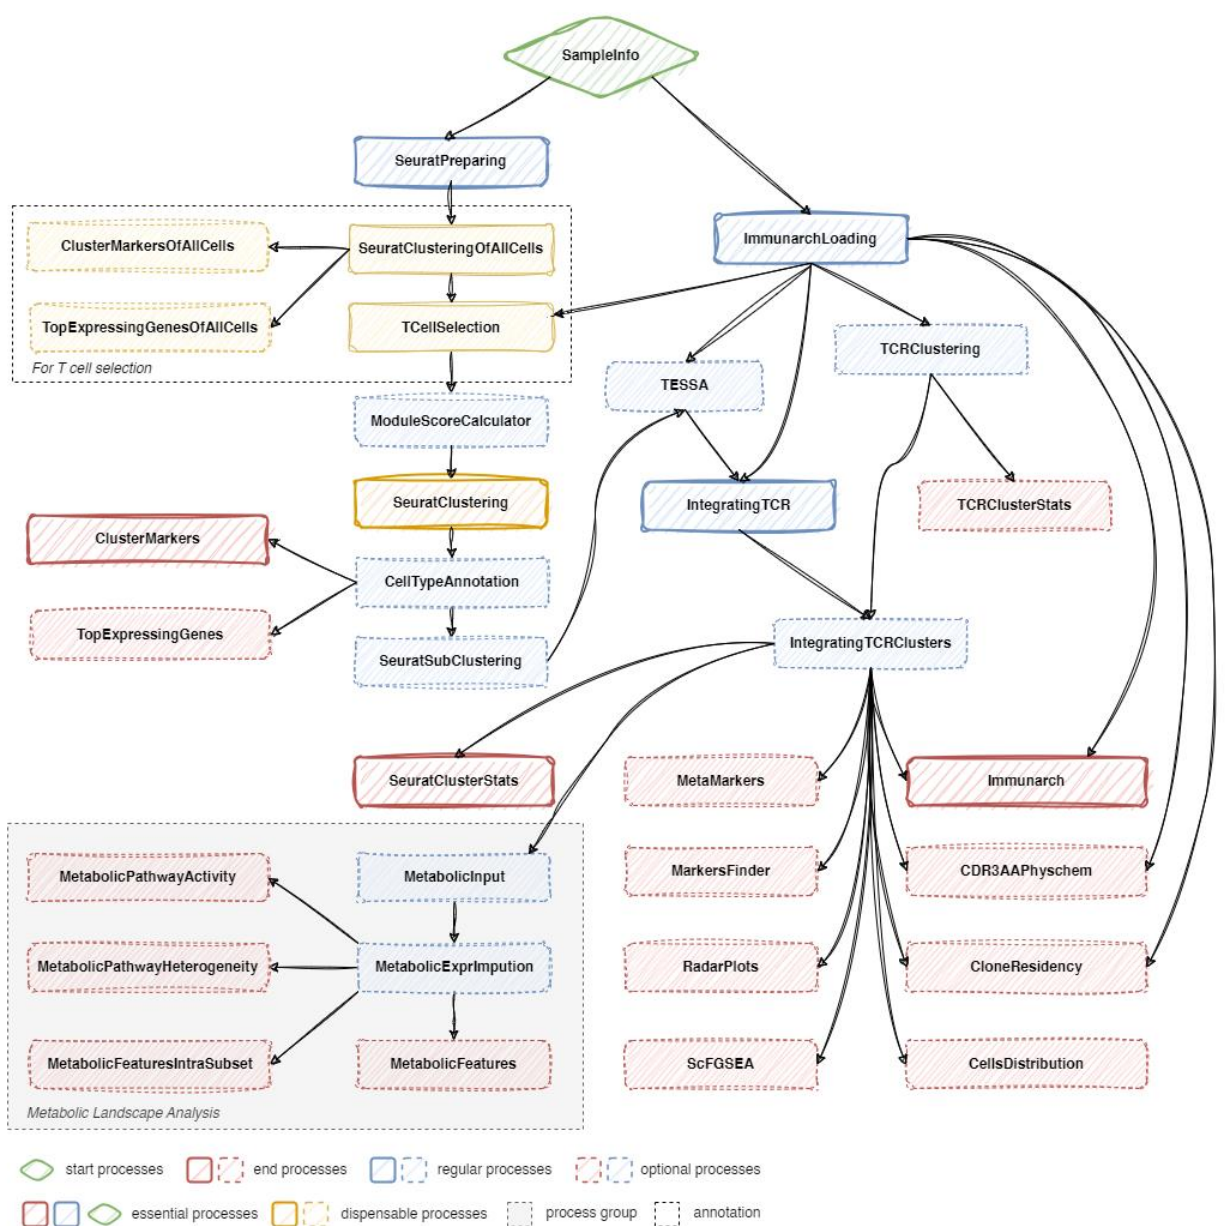 SampleInfo
SeuratPreparing
ImmunarchLoading
ClusterMarkersOfAllCells
SeuratClusteringOfAllCells
TopExpressingGenesOfAllCells
TCellSelection
For T cell selection
TCRClustering
TESSA
ModuleScoreCalculator
SeuratClustering
IntegratingTCR
TCRClusterStats
ClusterMarkers
CellTypeAnnotation
TopExpressingGenes
SeuratSubClustering
IntegratingTCRClusters
SeuratClusterStats
MetaMarkers
Immunarch
MetabolicPathwayActivity
MetabolicInput
MarkersFinder
CDR3AAPhyschem
MetabolicPathwayHeterogeneity
MetabolicExprImpution
RadarPlots
CloneResidency
MetabolicFeaturesIntraSubset
MetabolicFeatures
ScFGSEA
CellsDistribution
Metabolic Landscape Analysis
start processes
end processes
regular processes
optional processes
essential processes
dispensable processes
process group
annotation